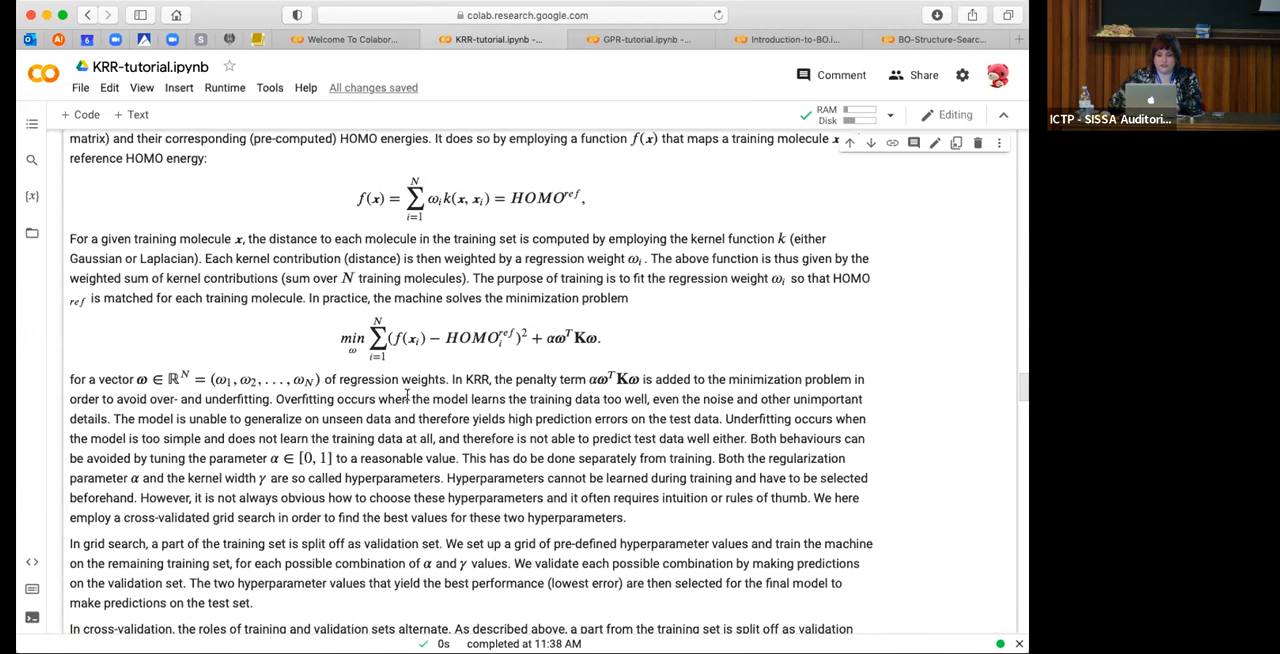 colab.research.google.com
Welcome To Colabor...
KRR-tutorial.ipynb -...
GPR-tutorial.ipynb -...
Introduction-to-BO.i...
BO-Structure-Searc...
KRR-tutorial.ipynb
Comment
Share
File Edit View Insert Runtime Tools Help All changes saved
+ Code + Text
RAM
Disk
Editing
matrix) and their corresponding (pre-computed) HOMO energies. It does so by employing a function f(x) that maps a training molecule x
reference HOMO energy:
f(x) = ∑_{i=1}^{N} ω_i k(x, x_i) = HOMO^{ref},
For a given training molecule x, the distance to each molecule in the training set is computed by employing the kernel function k (either
Gaussian or Laplacian). Each kernel contribution (distance) is then weighted by a regression weight ω_i . The above function is thus given by the
weighted sum of kernel contributions (sum over N training molecules). The purpose of training is to fit the regression weight ω_i so that HOMO
ref is matched for each training molecule. In practice, the machine solves the minimization problem
min_ω ∑_{i=1}^{N} (f(x_i) − HOMO_i^{ref})^2 + αω^T Kω.
for a vector ω ∈ ℝ^N = (ω_1, ω_2, . . . , ω_N) of regression weights. In KRR, the penalty term αω^T Kω is added to the minimization problem in
order to avoid over- and underfitting. Overfitting occurs when the model learns the training data too well, even the noise and other unimportant
details. The model is unable to generalize on unseen data and therefore yields high prediction errors on the test data. Underfitting occurs when
the model is too simple and does not learn the training data at all, and therefore is not able to predict test data well either. Both behaviours can
be avoided by tuning the parameter α ∈ [0, 1] to a reasonable value. This has do be done separately from training. Both the regularization
parameter α and the kernel width γ are so called hyperparameters. Hyperparameters cannot be learned during training and have to be selected
beforehand. However, it is not always obvious how to choose these hyperparameters and it often requires intuition or rules of thumb. We here
employ a cross-validated grid search in order to find the best values for these two hyperparameters.
In grid search, a part of the training set is split off as validation set. We set up a grid of pre-defined hyperparameter values and train the machine
on the remaining training set, for each possible combination of α and γ values. We validate each possible combination by making predictions
on the validation set. The two hyperparameter values that yield the best performance (lowest error) are then selected for the final model to
make predictions on the test set.
In cross-validation, the roles of training and validation sets alternate. As described above, a part from the training set is split off as validation
0s completed at 11:38 AM
ICTP - SISSA Auditori...